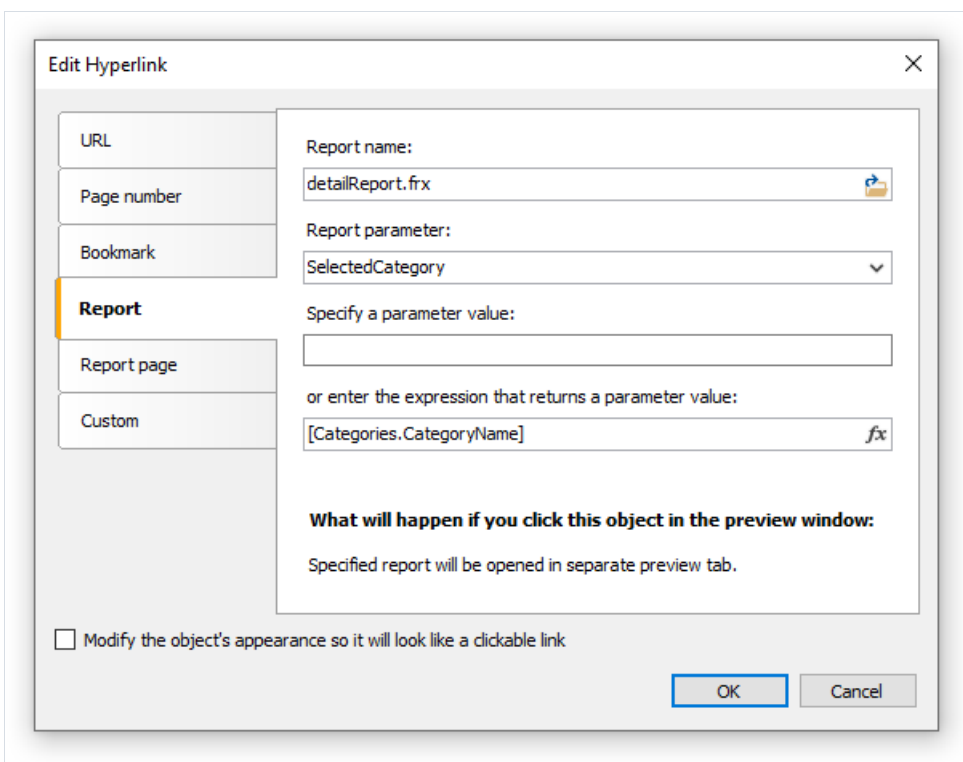 Edit Hyperlink
URL
Page number
Bookmark
Report
Report page
Custom
Report name:
detailReport.frx
Report parameter:
SelectedCategory
Specify a parameter value:
or enter the expression that returns a parameter value:
[Categories.CategoryName]
fx
What will happen if you click this object in the preview window:
Specified report will be opened in separate preview tab.
Modify the object's appearance so it will look like a clickable link
OK
Cancel